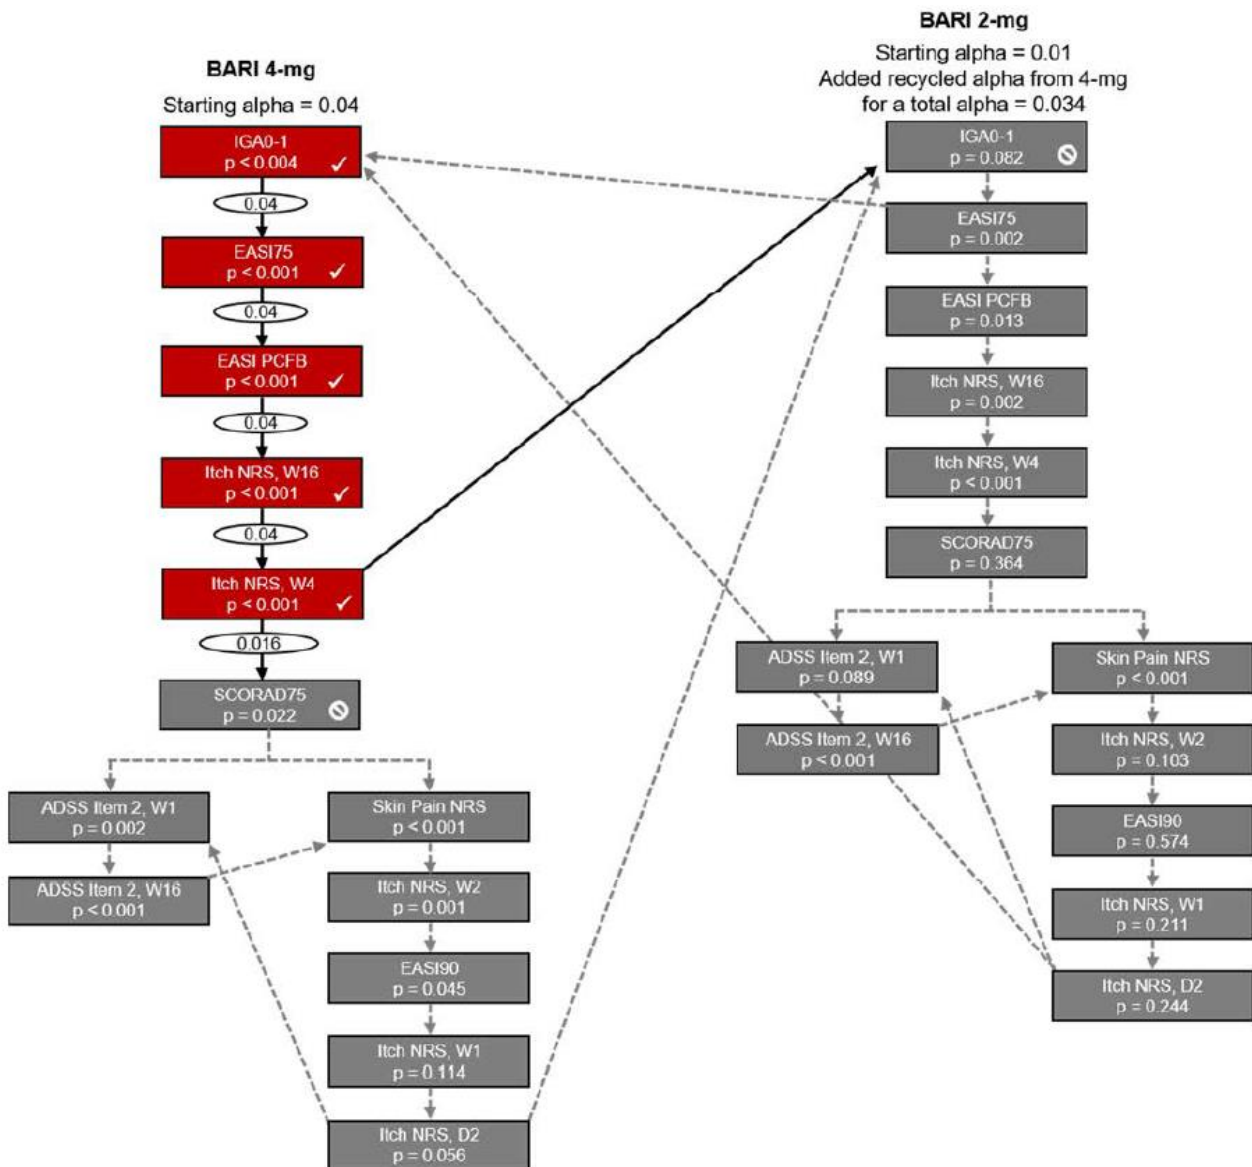 BARI 4-mg
Starting alpha = 0.04
IGA0-1
p < 0.004
0.04
EASI75
p < 0.001
0.04
EASI PCFB
p < 0.001
0.04
Itch NRS, W16
p < 0.001
0.04
Itch NRS, W4
p < 0.001
0.016
SCORAD75
p = 0.022
ADSS Item 2, W1
p = 0.002
ADSS Item 2, W16
p < 0.001
Skin Pain NRS
p < 0.001
Itch NRS, W2
p = 0.001
EASI90
p = 0.045
Itch NRS, W1
p = 0.114
Itch NRS, D2
p = 0.056
BARI 2-mg
Starting alpha = 0.01
Added recycled alpha from 4-mg
for a total alpha = 0.034
IGA0-1
p = 0.082
EASI75
p = 0.002
EASI PCFB
p = 0.013
Itch NRS, W16
p = 0.002
Itch NRS, W4
p < 0.001
SCORAD75
p = 0.364
ADSS Item 2, W1
p = 0.089
ADSS Item 2, W16
p < 0.001
Skin Pain NRS
p < 0.001
Itch NRS, W2
p = 0.103
EASI90
p = 0.574
Itch NRS, W1
p = 0.211
Itch NRS, D2
p = 0.244